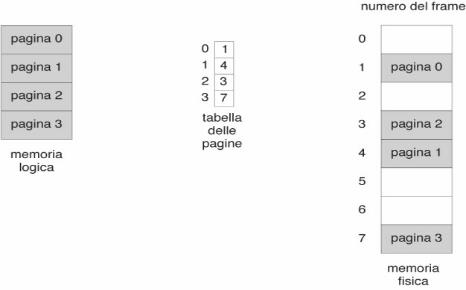 numero del frame
pagina 0
pagina 1
pagina 2
pagina 3
memoria
logica
0 1
1 4
2 3
3 7
tabella
delle
pagine
0
1 pagina 0
2
3 pagina 2
4 pagina 1
5
6
7 pagina 3
memoria
fisica